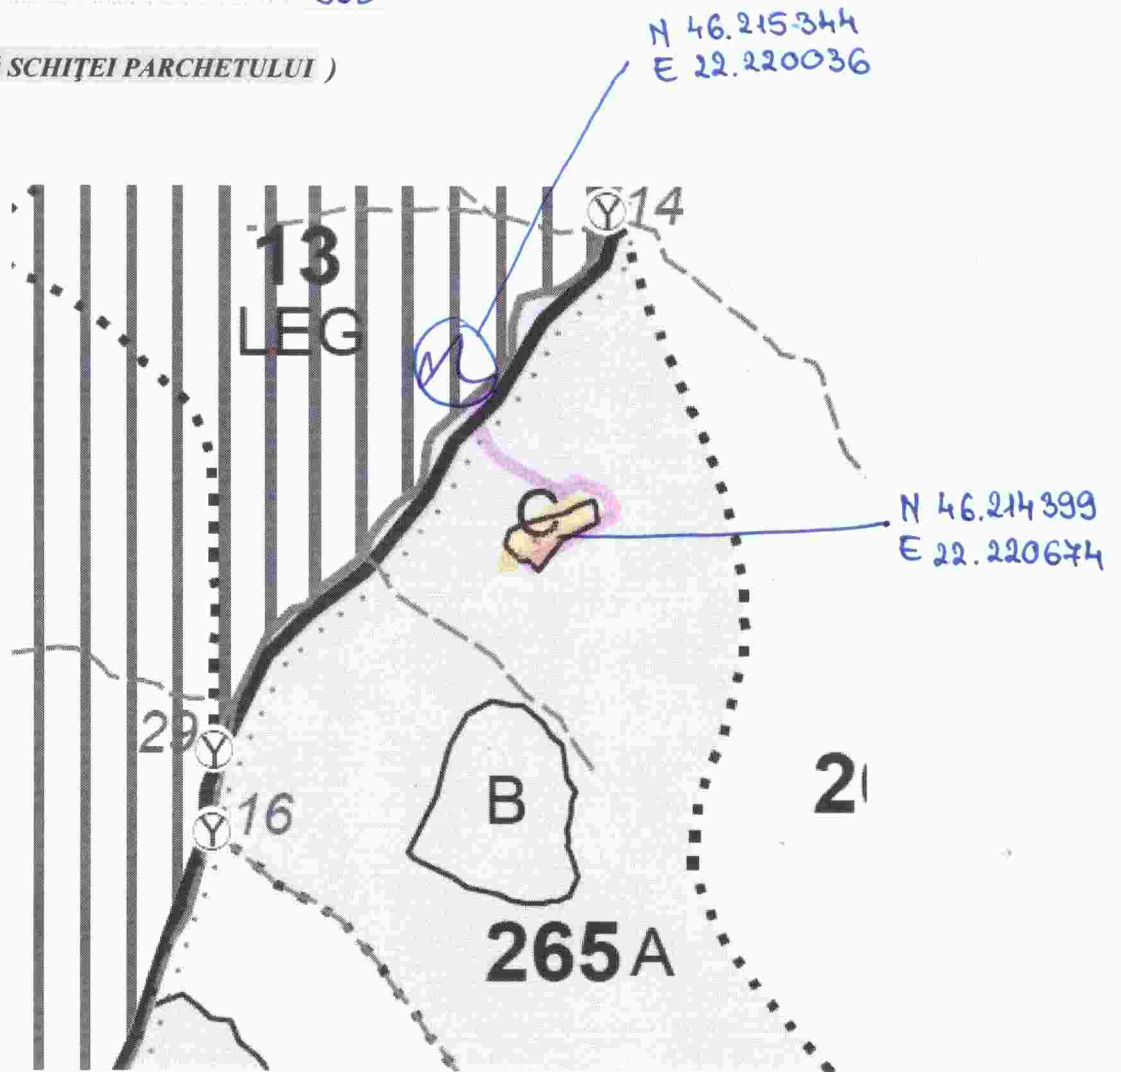 N 46.215344
E 22.220036
SCHIŢEI PARCHETULUI )
14
13
LEG
C
N 46.214399
E 22.220674
29
16
B
265 A